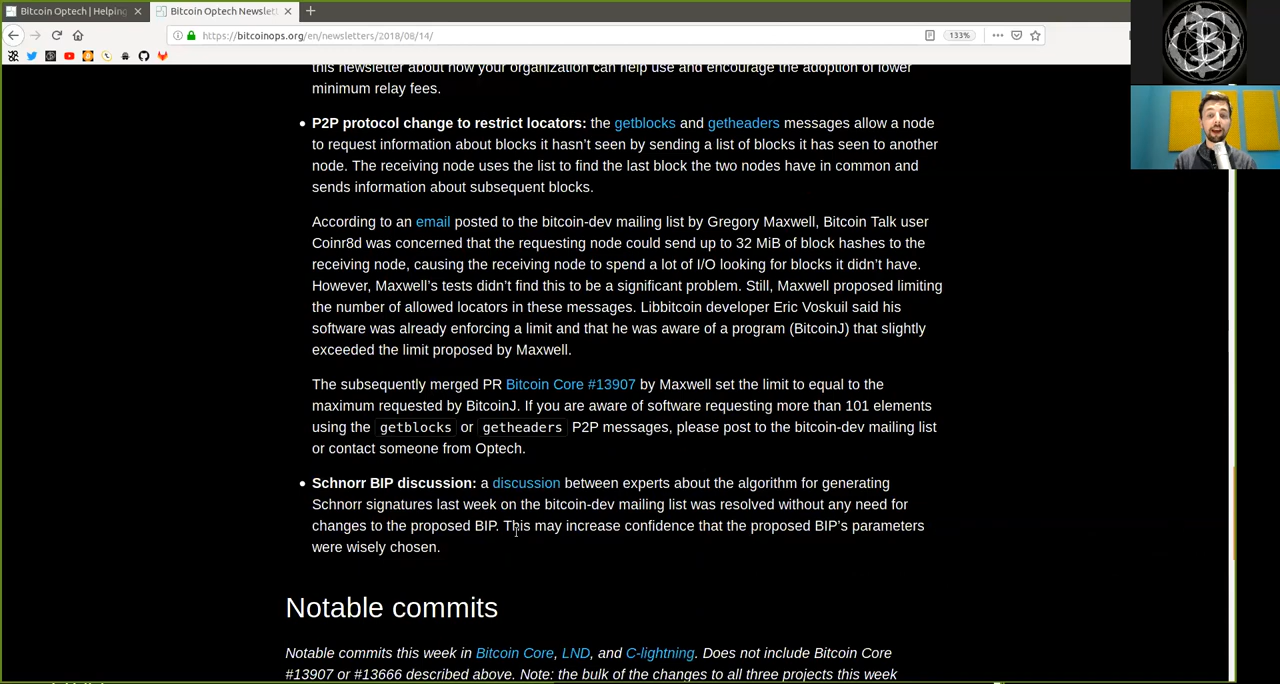 Bitcoin Optech | Helping
Bitcoin Optech Newslett
https://bitcoinops.org/en/newsletters/2018/08/14/
133%
this newsletter about how your organization can help use and encourage the adoption of lower
minimum relay fees.
P2P protocol change to restrict locators: the getblocks and getheaders messages allow a node
to request information about blocks it hasn't seen by sending a list of blocks it has seen to another
node. The receiving node uses the list to find the last block the two nodes have in common and
sends information about subsequent blocks.
According to an email posted to the bitcoin-dev mailing list by Gregory Maxwell, Bitcoin Talk user
Coinr8d was concerned that the requesting node could send up to 32 MiB of block hashes to the
receiving node, causing the receiving node to spend a lot of I/O looking for blocks it didn't have.
However, Maxwell's tests didn't find this to be a significant problem. Still, Maxwell proposed limiting
the number of allowed locators in these messages. Libbitcoin developer Eric Voskuil said his
software was already enforcing a limit and that he was aware of a program (BitcoinJ) that slightly
exceeded the limit proposed by Maxwell.
The subsequently merged PR Bitcoin Core #13907 by Maxwell set the limit to equal to the
maximum requested by BitcoinJ. If you are aware of software requesting more than 101 elements
using the getblocks or getheaders P2P messages, please post to the bitcoin-dev mailing list
or contact someone from Optech.
Schnorr BIP discussion: a discussion between experts about the algorithm for generating
Schnorr signatures last week on the bitcoin-dev mailing list was resolved without any need for
changes to the proposed BIP. This may increase confidence that the proposed BIP's parameters
were wisely chosen.
Notable commits
Notable commits this week in Bitcoin Core, LND, and C-lightning. Does not include Bitcoin Core
#13907 or #13666 described above. Note: the bulk of the changes to all three projects this week